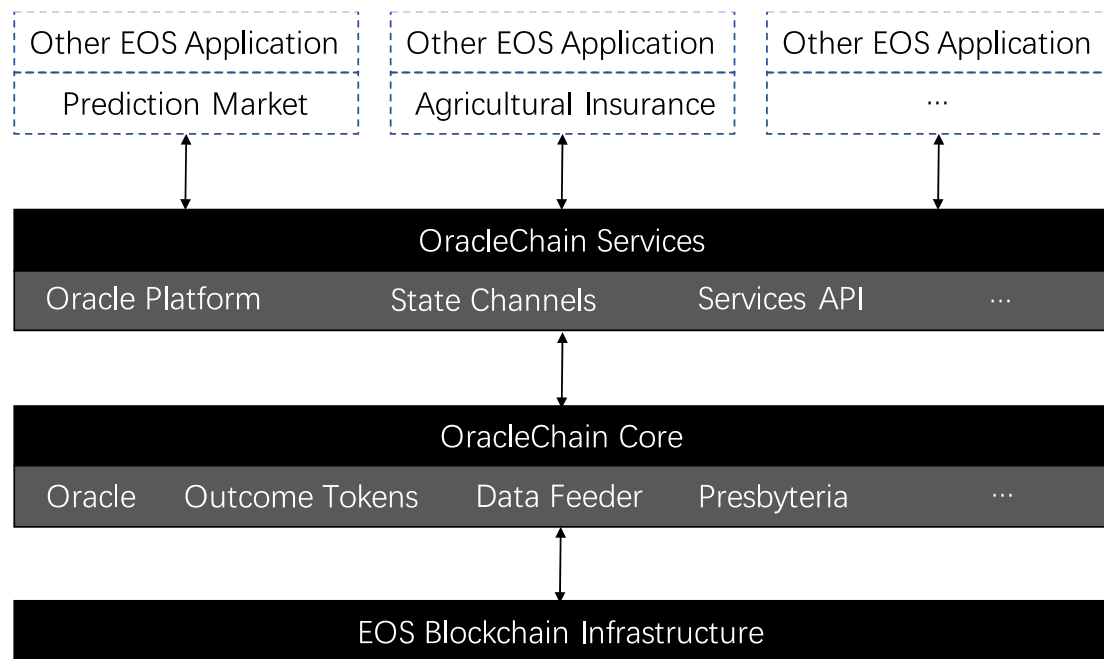 Other EOS Application Other EOS Application Other EOS Application
Prediction Market Agricultural Insurance ...
OracleChain Services
Oracle Platform State Channels Services API ...
OracleChain Core
Oracle Outcome Tokens Data Feeder Presbyteria ...
EOS Blockchain Infrastructure